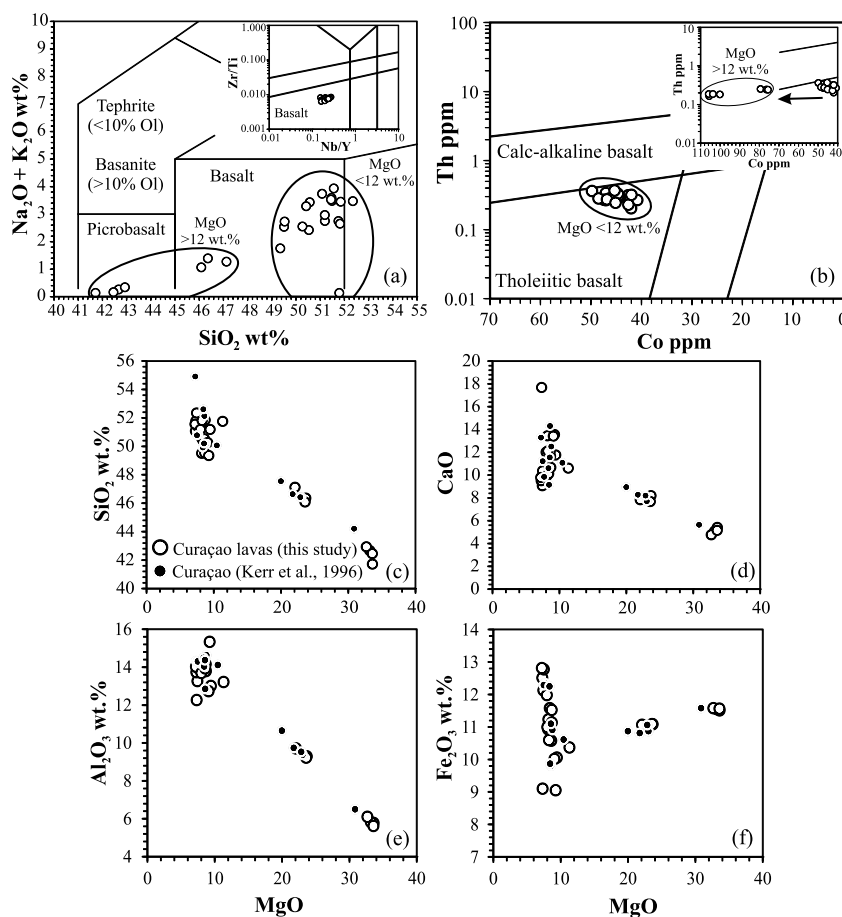 Na₂O + K₂O wt%
10
9
8
7
6
5
4
3
2
1
0
40 41 42 43 44 45 46 47 48 49 50 51 52 53 54 55
SiO₂ wt%
Tephrite
(<10% Ol)
Basanite
(>10% Ol)
Picrobasalt
MgO
>12 wt.%
Basalt
MgO
<12 wt.%
(a)
Zr/Ti
1.000
0.100
0.010
0.001
Basalt
0.01 0.1 1 10
Nb/Y
Th ppm
100
10
1
0.1
0.01
70 60 50 40 30 20 10 0
Co ppm
Calc-alkaline basalt
MgO <12 wt.%
Tholeiitic basalt
(b)
Th ppm
10
1
0.1
0.01
MgO
>12 wt.%
110 100 90 80 70 60 50 40
Co ppm
SiO₂ wt.%
56
54
52
50
48
46
44
42
40
0 10 20 30 40
Curaçao lavas (this study)
Curaçao (Kerr et al., 1996)
(c)
CaO
20
18
16
14
12
10
8
6
4
2
0
0 10 20 30 40
(d)
Al₂O₃ wt.%
16
14
12
10
8
6
4
0 10 20 30 40
MgO
(e)
Fe₂O₃ wt.%
14
13
12
11
10
9
8
7
0 10 20 30 40
MgO
(f)